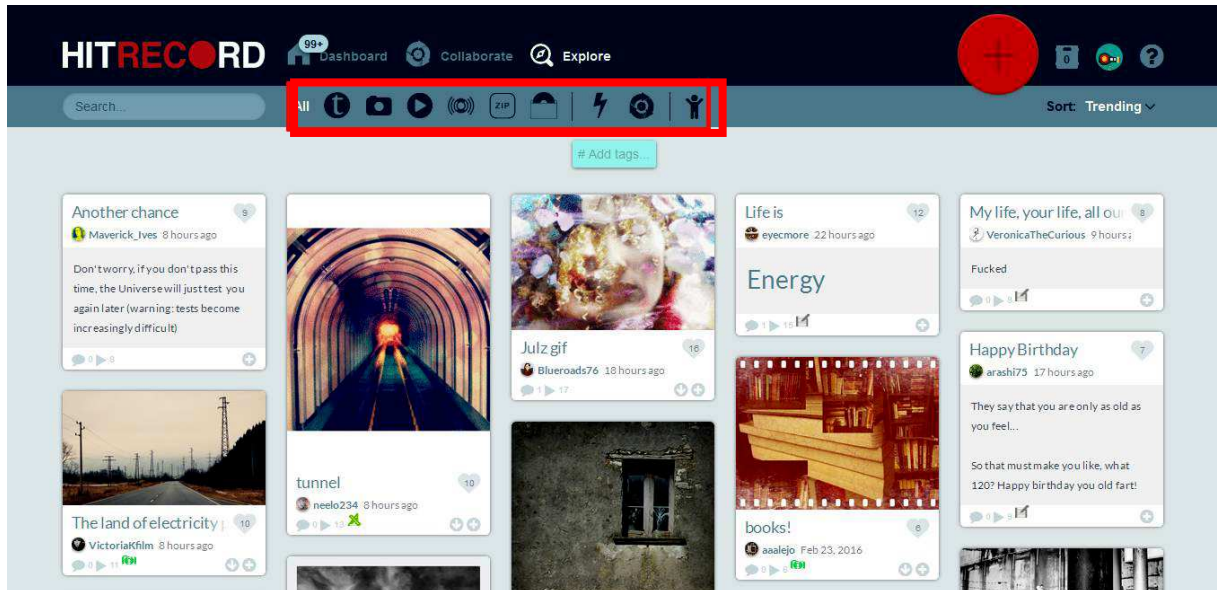 HITRECORD
99+
Dashboard
Collaborate
Explore
0
?
Search...
All
t
ZIP
Sort: Trending
# Add tags...
Another chance
9
Maverick_Ives 8 hours ago
Don't worry, if you don't pass this
time, the Universe will just test you
again later (warning: tests become
increasingly difficult)
0 8
The land of electricity
10
VictoriaKfilm 8 hours ago
0 11
tunnel
10
neelo234 8 hours ago
0 13
Julz gif
16
Blueroads76 18 hours ago
1 17
Life is
12
eyecmore 22 hours ago
Energy
1 15
books!
6
aaalejo Feb 23, 2016
0 6
My life, your life, all our
8
VeronicaTheCurious 9 hours
Fucked
0 8
Happy Birthday
7
arashi75 17 hours ago
They say that you are only as old as
you feel...
So that must make you like, what
120? Happy birthday you old fart!
0 9